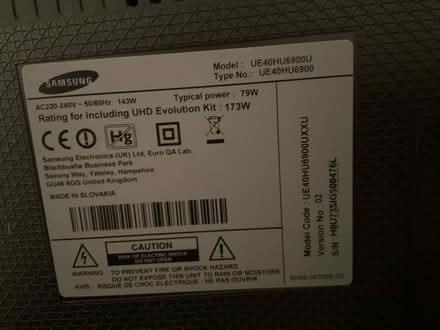 SAMSUNG
Model : UE40HU6900U
Type No.: UE40HU6900
AC220-240V ~ 50/60Hz 143W
Typical power : 79W
Rating for including UHD Evolution Kit : 173W
Hg
Samsung Electronics (UK) Ltd, Euro QA Lab.
Blackbushe Business Park
Saxony Way, Yateley, Hampshire
GU46 6GG United Kingdom
MADE IN SLOVAKIA
CAUTION
RISK OF ELECTRIC SHOCK
DO NOT OPEN
WARNING : TO PREVENT FIRE OR SHOCK HAZARD
DO NOT EXPOSE TO RAIN OR MOISTURE
AVIS : RISQUE DE CHOC ELECTRIQUE / NE PAS OUVRIR
Model Code : UE40HU6900UXXU
Version No : 02